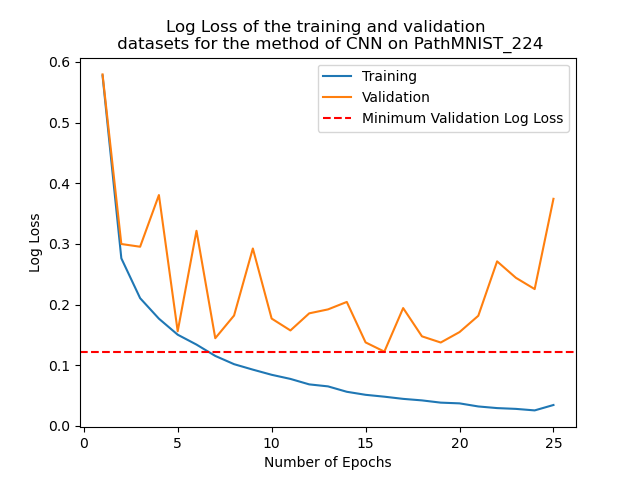 Log Loss of the training and validation
datasets for the method of CNN on PathMNIST_224
Training
Validation
Minimum Validation Log Loss
Log Loss
0.6
0.5
0.4
0.3
0.2
0.1
0.0
0 5 10 15 20 25
Number of Epochs